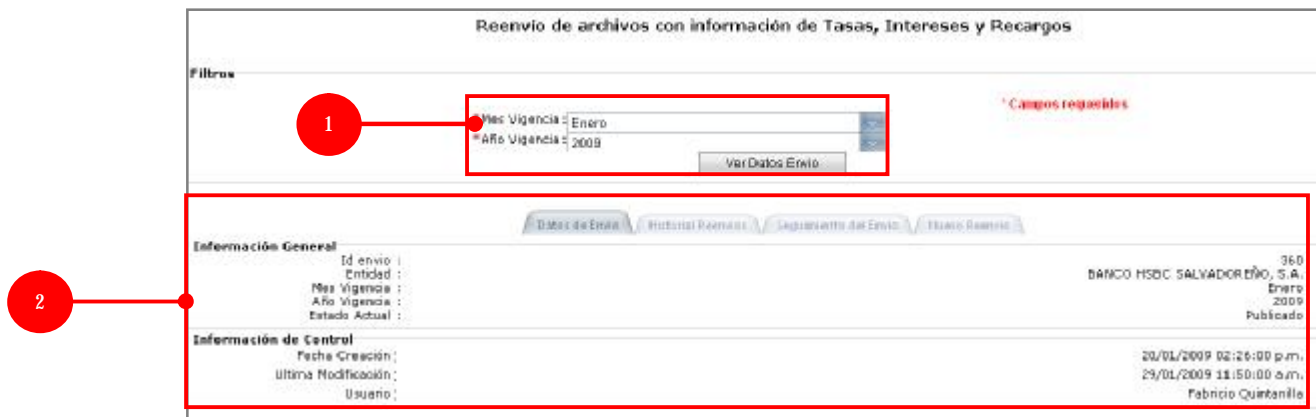 Reenvío de archivos con información de Tasas, Intereses y Recargos
Filtros
* Campos requeridos
1
*Mes Vigencia : Enero
*Año Vigencia : 2009
Ver Datos Envio
Datos de Envio Historial Reenvios Seguimiento del Envio Nuevo Reenvio
Información General
Id envio : 360
Entidad : BANCO HSBC SALVADOREÑO, S.A.
Mes Vigencia : Enero
2
Año Vigencia : 2009
Estado Actual : Publicado
Información de Control
Fecha Creación : 20/01/2009 02:26:00 p.m.
Ultima Modificación : 29/01/2009 11:50:00 a.m.
Usuario : Fabricio Quintanilla